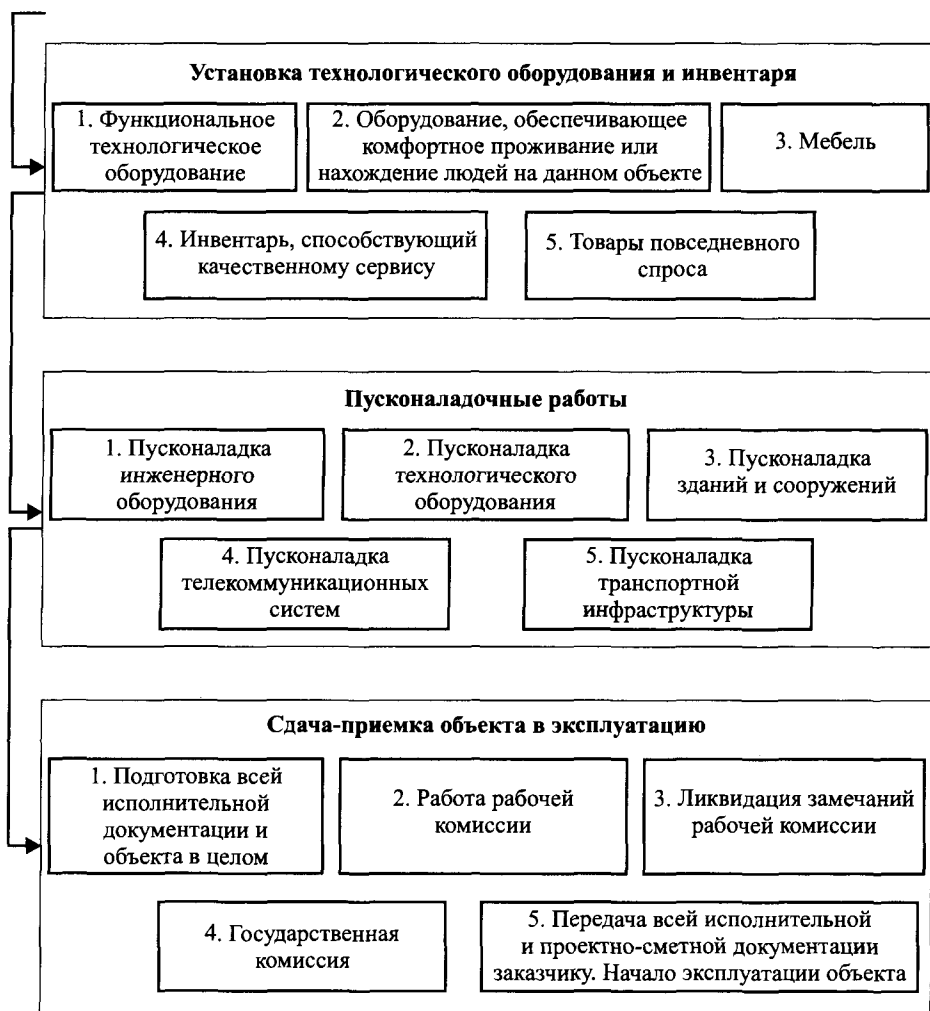 Установка технологического оборудования и инвентаря
1. Функциональное
технологическое
оборудование
2. Оборудование, обеспечивающее
комфортное проживание или
нахождение людей на данном объекте
3. Мебель
4. Инвентарь, способствующий
качественному сервису
5. Товары повседневного
спроса
Пусконаладочные работы
1. Пусконаладка
инженерного
оборудования
2. Пусконаладка
технологического
оборудования
3. Пусконаладка
зданий и сооружений
4. Пусконаладка
телекоммуникационных
систем
5. Пусконаладка
транспортной
инфраструктуры
Сдача-приемка объекта в эксплуатацию
1. Подготовка всей
исполнительной
документации и
объекта в целом
2. Работа рабочей
комиссии
3. Ликвидация замечаний
рабочей комиссии
4. Государственная
комиссия
5. Передача всей исполнительной
и проектно-сметной документации
заказчику. Начало эксплуатации объекта